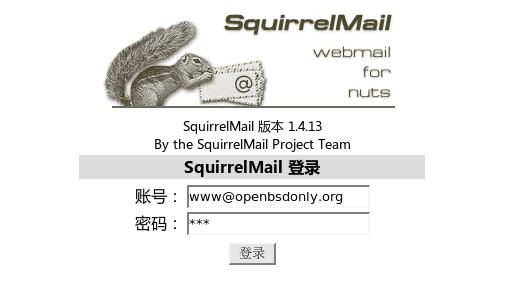 SquirrelMail
webmail
for
nuts
@
SquirrelMail 版本 1.4.13
By the SquirrelMail Project Team
SquirrelMail 登录
账号： www@openbsdonly.org
密码： ***
登录